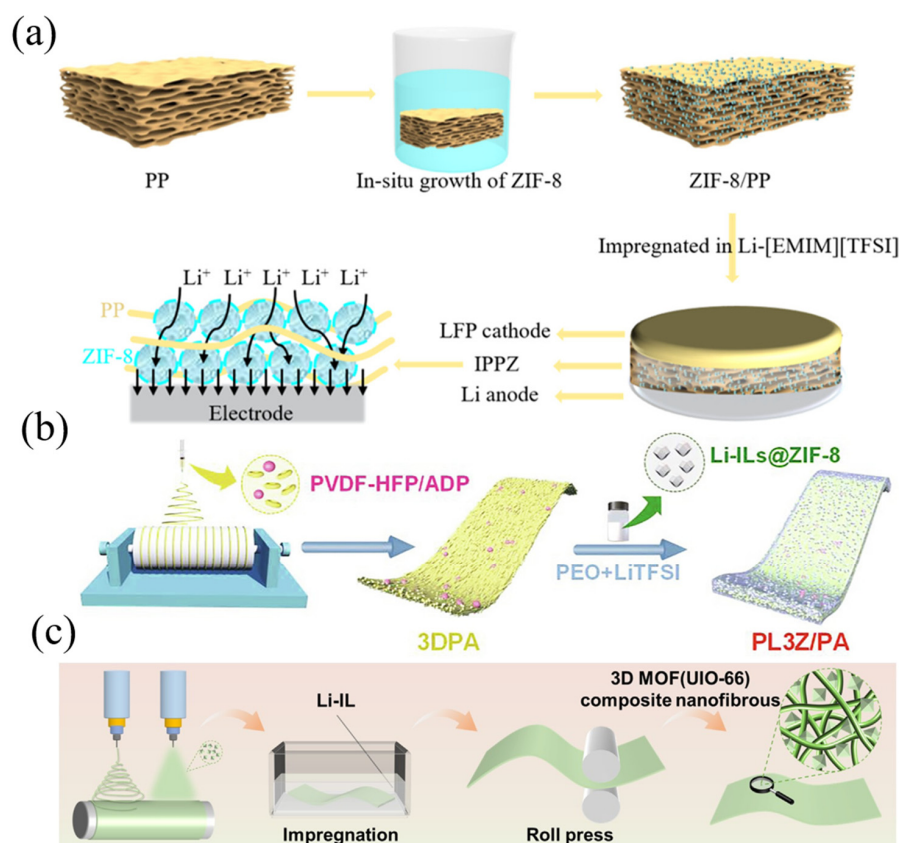 (a)
PP
In-situ growth of ZIF-8
ZIF-8/PP
Impregnated in Li-[EMIM][TFSI]
Li⁺ Li⁺ Li⁺ Li⁺ Li⁺
PP
ZIF-8
Electrode
LFP cathode
IPPZ
Li anode
(b)
PVDF-HFP/ADP
Li-ILs@ZIF-8
PEO+LiTFSI
3DPA
PL3Z/PA
(c)
Li-IL
3D MOF(UIO-66)
composite nanofibrous
Impregnation
Roll press